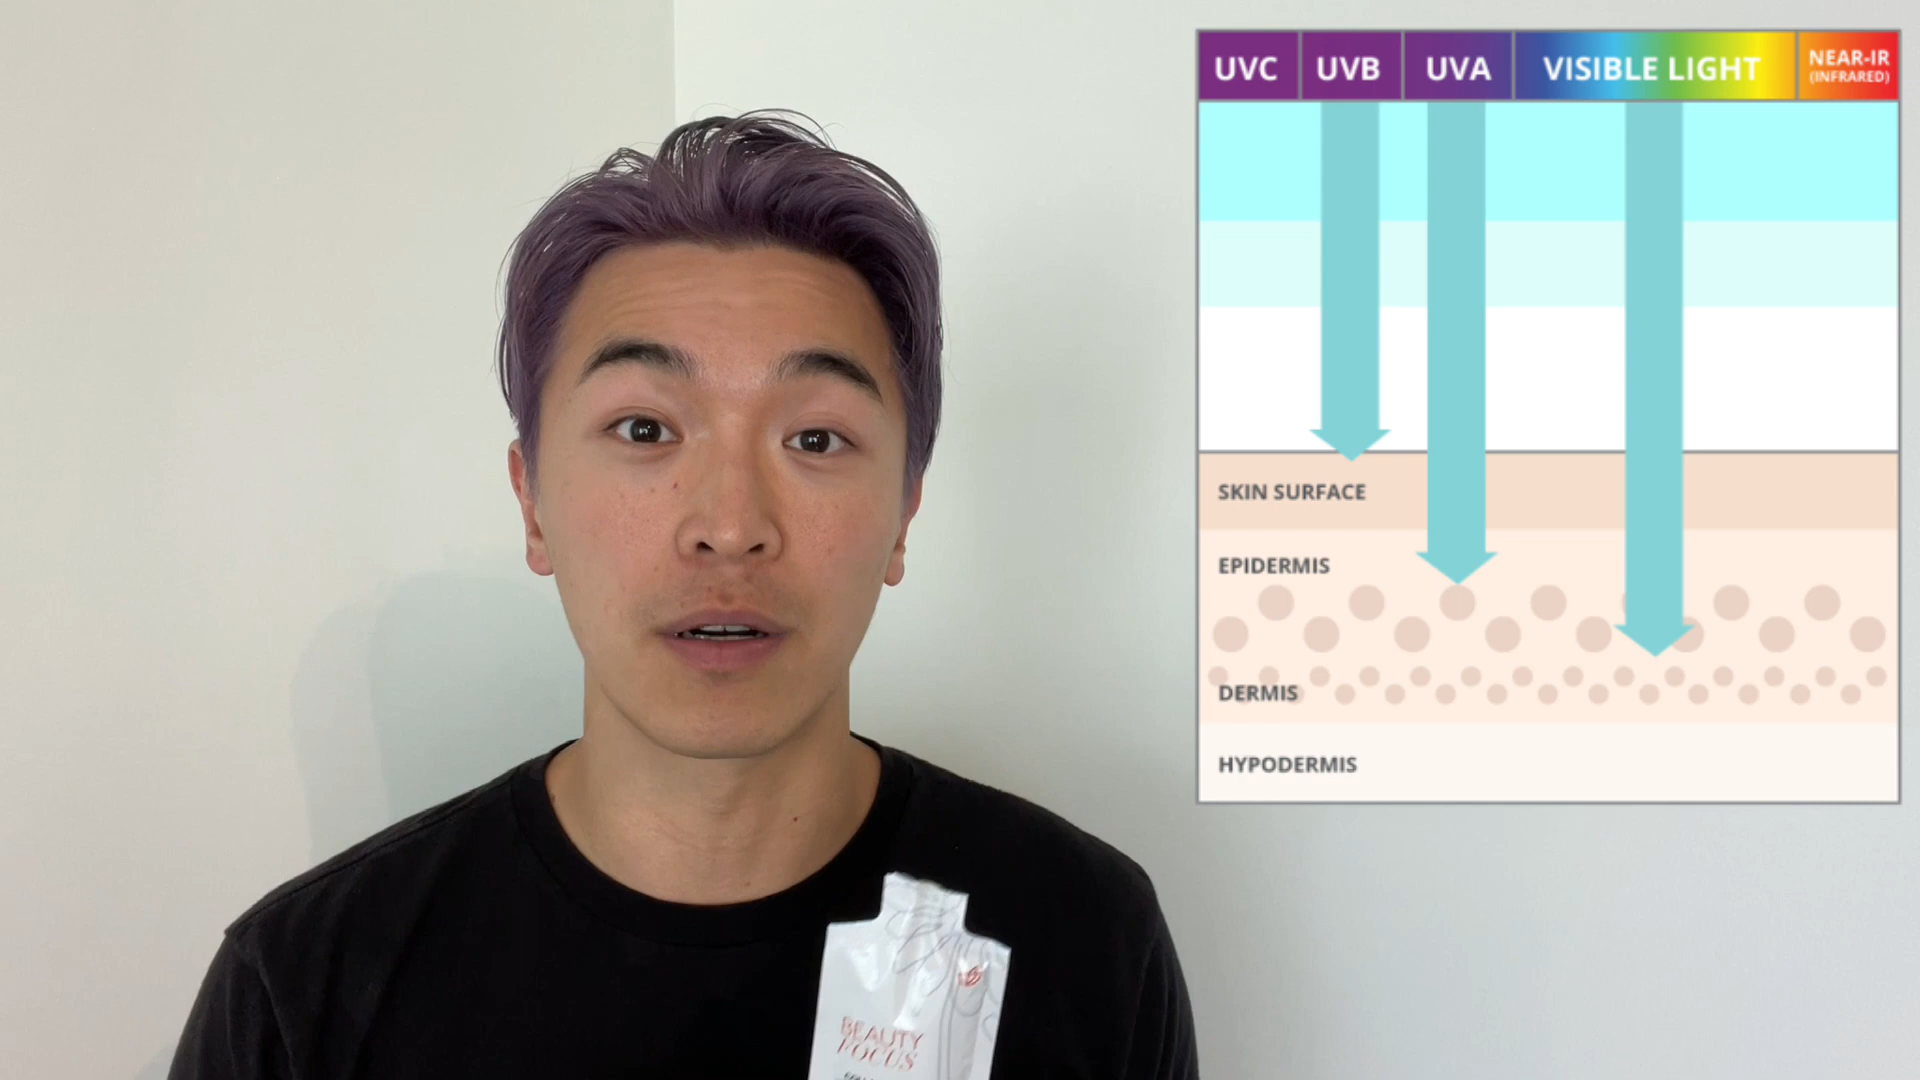 UVC
UVB
UVA
VISIBLE LIGHT
NEAR-IR
(INFRARED)
SKIN SURFACE
EPIDERMIS
DERMIS
HYPODERMIS
BEAUTY
FOCUS